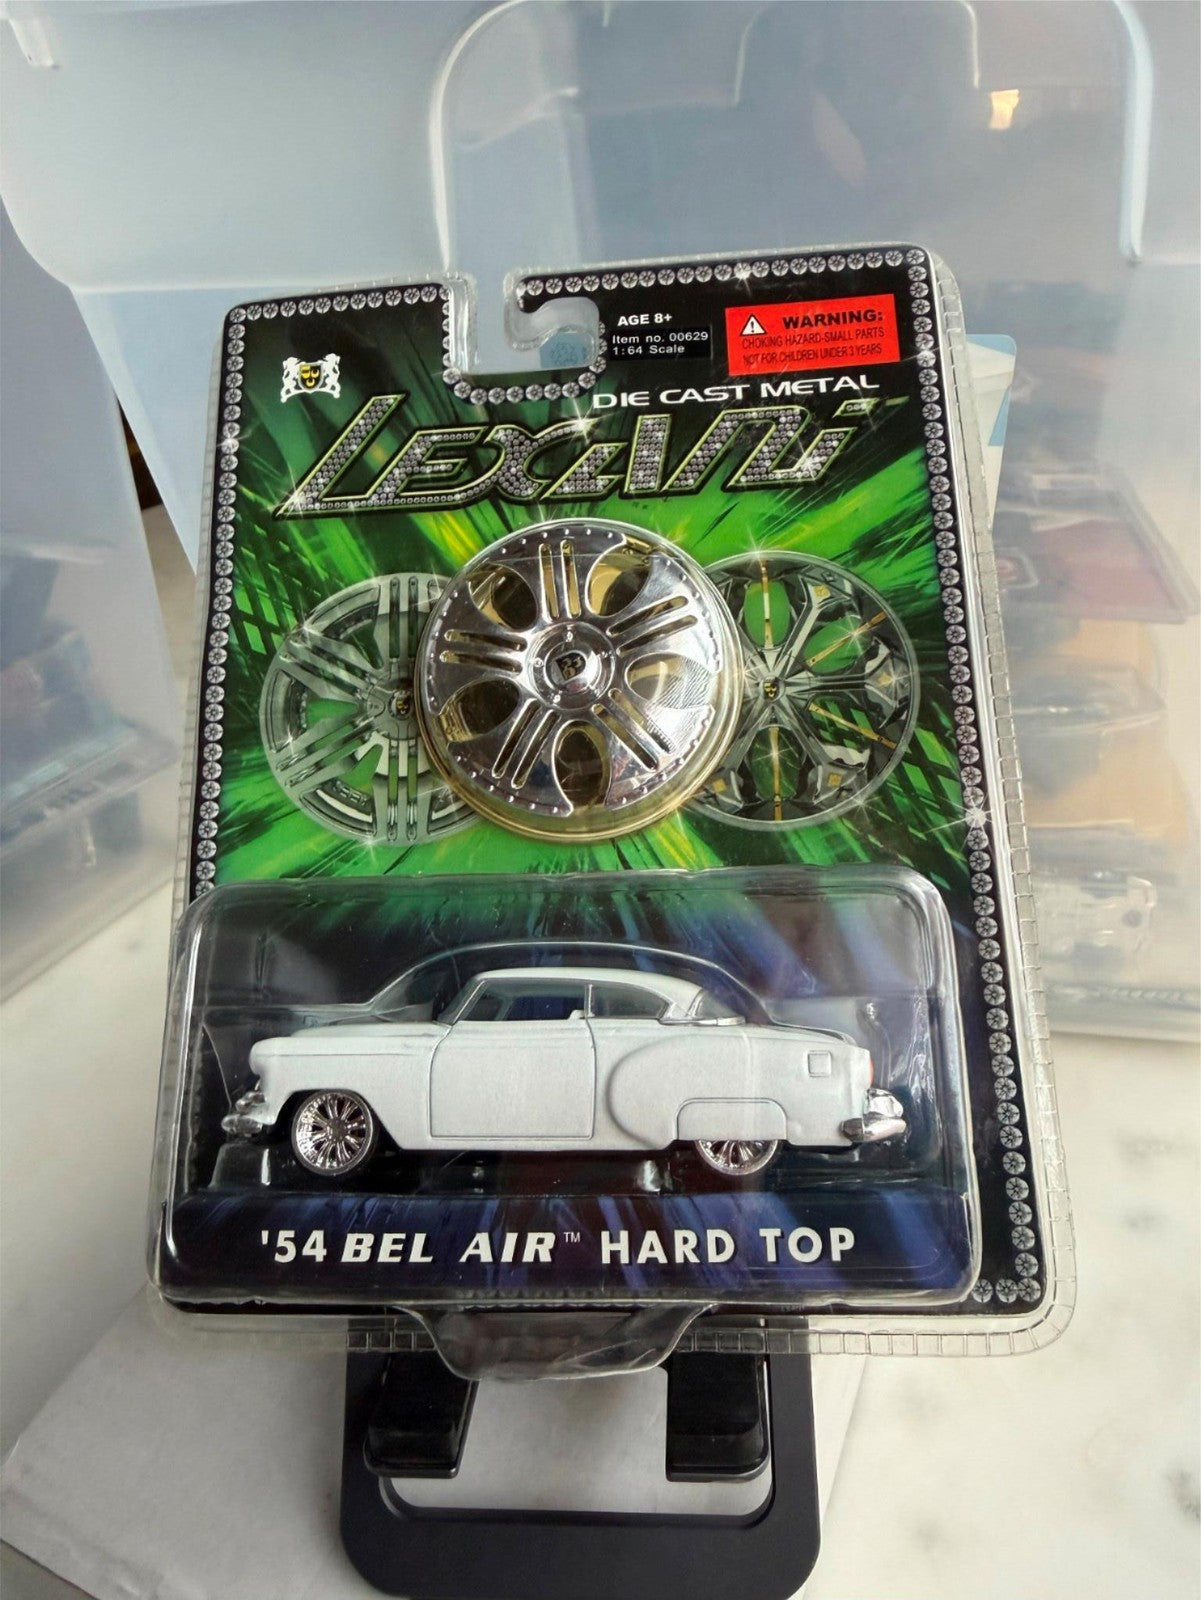 AGE 8+
Item no. 00629
1:64 Scale
WARNING:
CHOKING HAZARD-SMALL PARTS
NOT FOR CHILDREN UNDER 3 YEARS
DIE CAST METAL
LEXANI
'54 BEL AIR™ HARD TOP